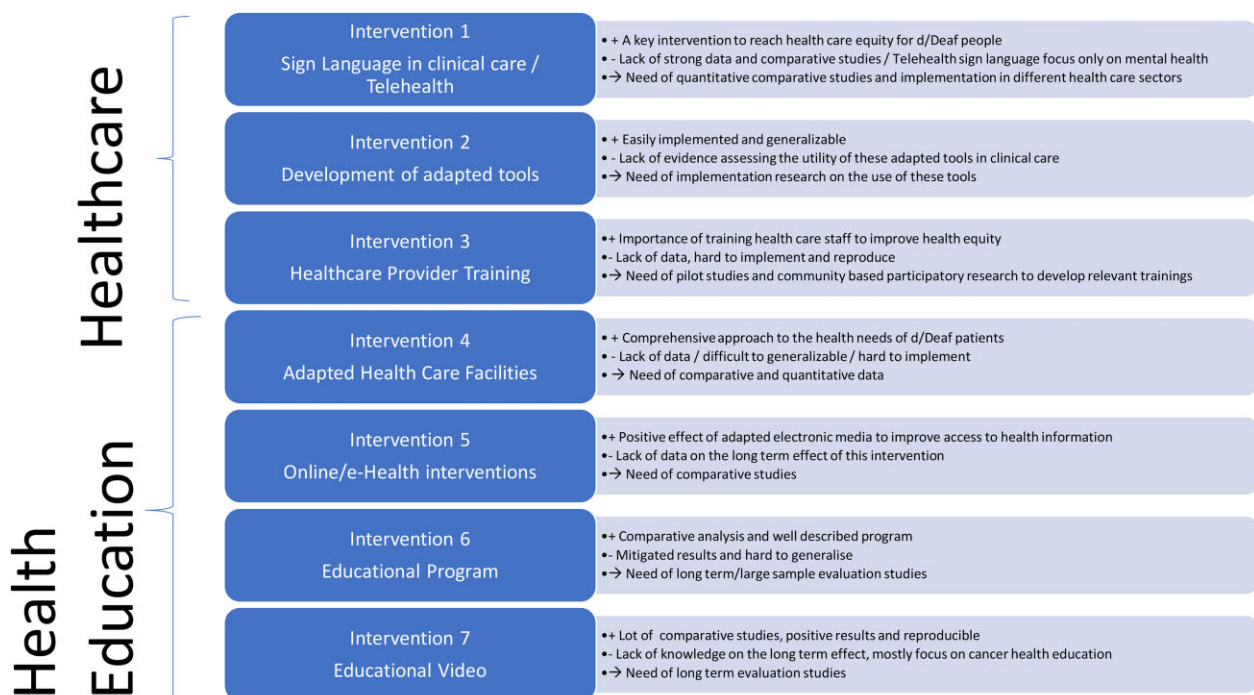 Healthcare
Intervention 1
Sign Language in clinical care /
Telehealth
•+ A key intervention to reach health care equity for d/Deaf people
•- Lack of strong data and comparative studies / Telehealth sign language focus only on mental health
•→ Need of quantitative comparative studies and implementation in different health care sectors
Intervention 2
Development of adapted tools
•+ Easily implemented and generalizable
•- Lack of evidence assessing the utility of these adapted tools in clinical care
•→ Need of implementation research on the use of these tools
Intervention 3
Healthcare Provider Training
•+ Importance of training health care staff to improve health equity
•- Lack of data, hard to implement and reproduce
•→ Need of pilot studies and community based participatory research to develop relevant trainings
Health
Education
Intervention 4
Adapted Health Care Facilities
•+ Comprehensive approach to the health needs of d/Deaf patients
•- Lack of data / difficult to generalizable / hard to implement
•→ Need of comparative and quantitative data
Intervention 5
Online/e-Health interventions
•+ Positive effect of adapted electronic media to improve access to health information
•- Lack of data on the long term effect of this intervention
•→ Need of comparative studies
Intervention 6
Educational Program
•+ Comparative analysis and well described program
•- Mitigated results and hard to generalise
•→ Need of long term/large sample evaluation studies
Intervention 7
Educational Video
•+ Lot of  comparative studies, positive results and reproducible
•- Lack of knowledge on the long term effect, mostly focus on cancer health education
•→ Need of long term evaluation studies